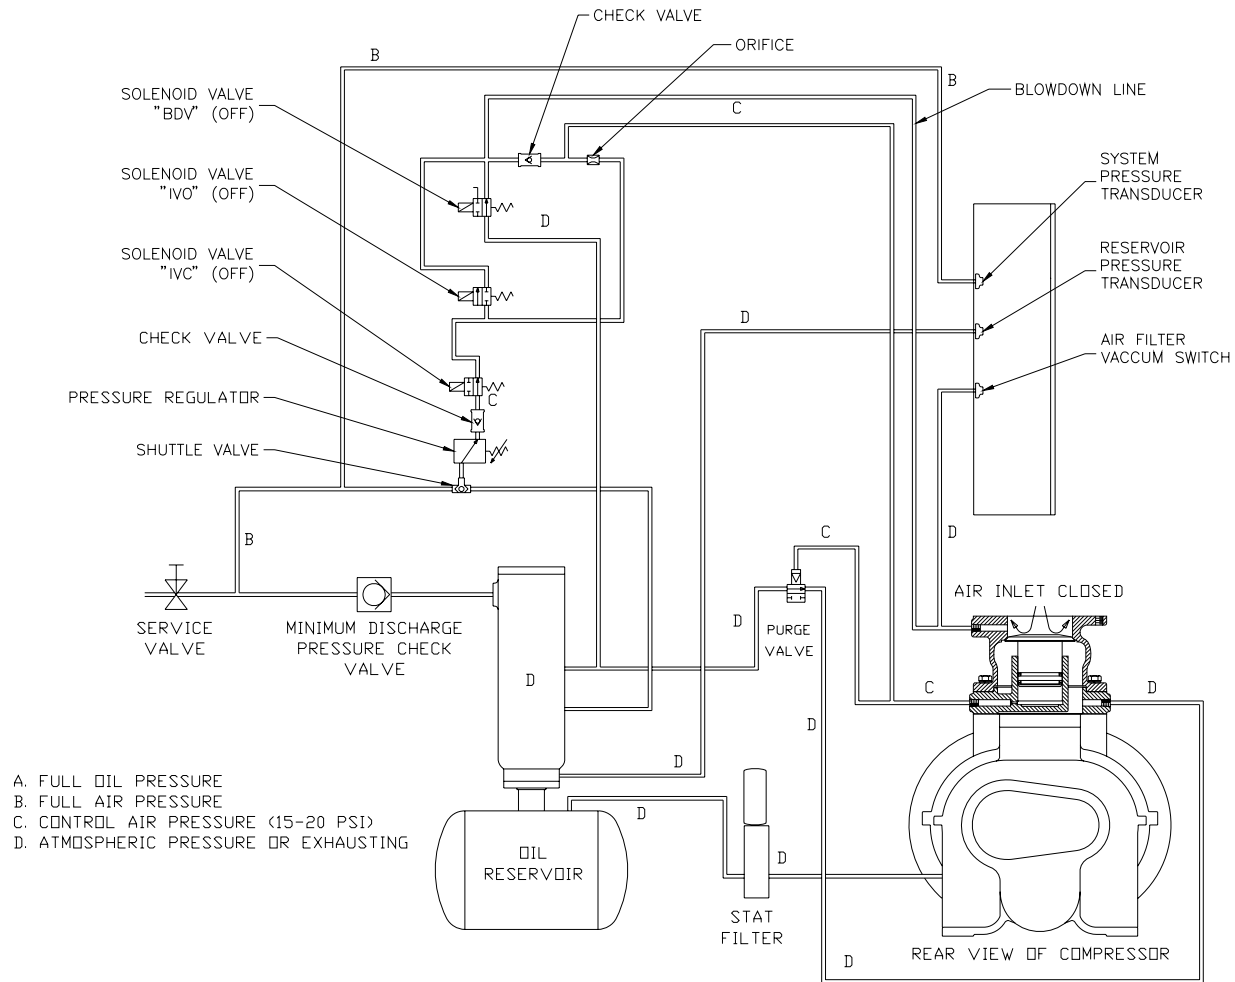 CHECK VALVE
ORIFICE
B
SOLENOID VALVE
"BDV" (OFF)
B
BLOWDOWN LINE
C
SYSTEM
PRESSURE
TRANSDUCER
SOLENOID VALVE
"IVO" (OFF)
D
RESERVOIR
PRESSURE
TRANSDUCER
SOLENOID VALVE
"IVC" (OFF)
D
CHECK VALVE
AIR FILTER
VACCUM SWITCH
PRESSURE REGULATOR
C
SHUTTLE VALVE
B
C
D
AIR INLET CLOSED
SERVICE
VALVE
MINIMUM DISCHARGE
PRESSURE CHECK
VALVE
D
PURGE
VALVE
D
C
D
D
D
A. FULL OIL PRESSURE
B. FULL AIR PRESSURE
C. CONTROL AIR PRESSURE (15-20 PSI)
D. ATMOSPHERIC PRESSURE OR EXHAUSTING
D
OIL
RESERVOIR
D
STAT
FILTER
REAR VIEW OF COMPRESSOR
D